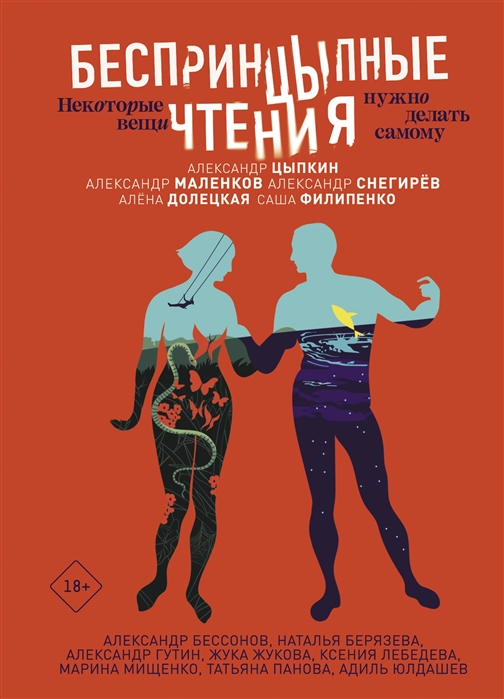 БЕСПРИНЦЫПНЫЕ
Некоторые
вещи
ЧТЕНИЯ
нужно
делать
самому
АЛЕКСАНДР ЦЫПКИН
АЛЕКСАНДР МАЛЕНКОВ АЛЕКСАНДР СНЕГИРЁВ
АЛЁНА ДОЛЕЦКАЯ САША ФИЛИПЕНКО
18+
АЛЕКСАНДР БЕССОНОВ, НАТАЛЬЯ БЕРЯЗЕВА,
АЛЕКСАНДР ГУТИН, ЖУКА ЖУКОВА, КСЕНИЯ ЛЕБЕДЕВА,
МАРИНА МИЩЕНКО, ТАТЬЯНА ПАНОВА, АДИЛЬ ЮЛДАШЕВ